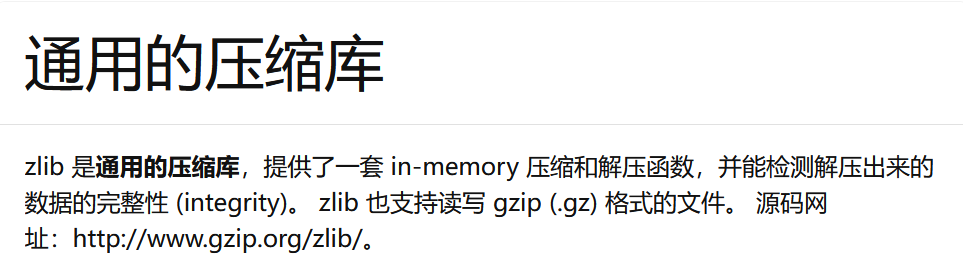 通用的压缩库
zlib 是通用的压缩库，提供了一套 in-memory 压缩和解压函数，并能检测解压出来的
数据的完整性 (integrity)。 zlib 也支持读写 gzip (.gz) 格式的文件。 源码网
址：http://www.gzip.org/zlib/。